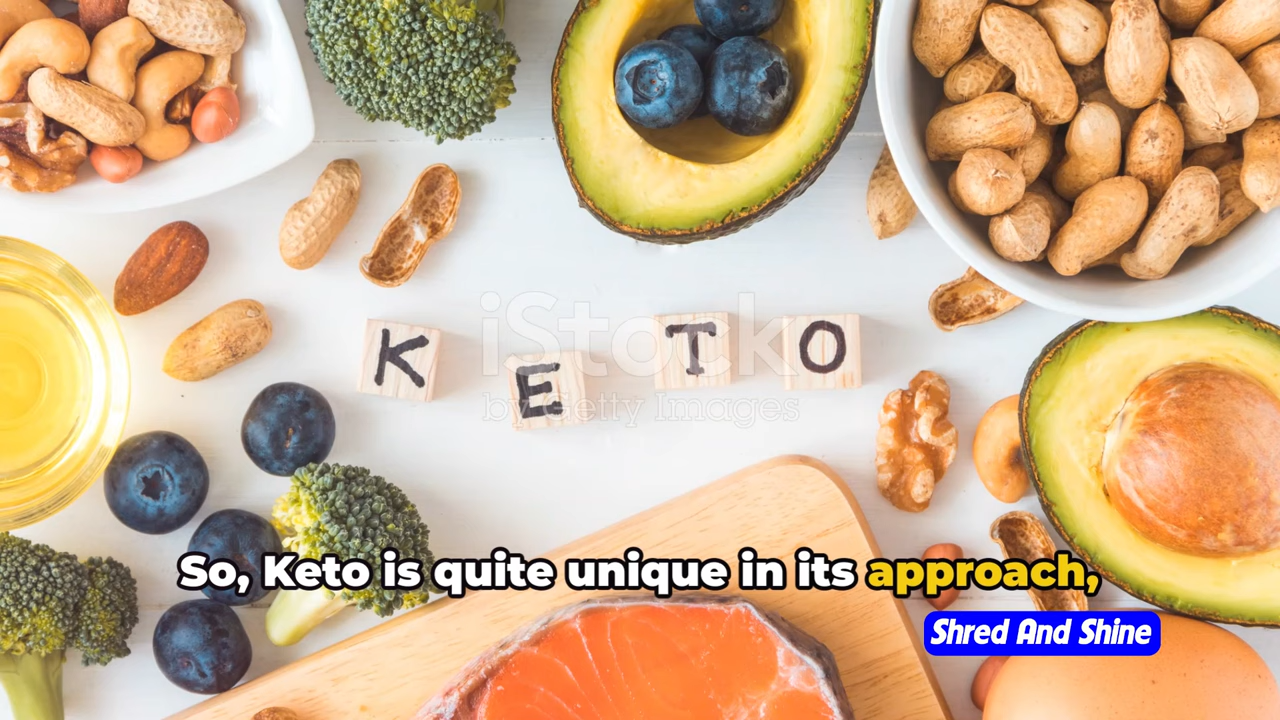 KETO
iStock
by Getty Images
So, Keto is quite unique in its approach,
Shred And Shine